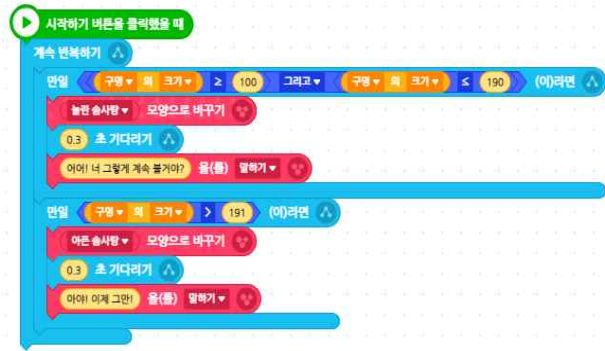 시작하기 버튼을 클릭했을 때
계속 반복하기
만일 구멍 의 크기 ≥ 100 그리고 구멍 의 크기 ≤ 190 (이)라면
놀란 솜사탕 모양으로 바꾸기
0.3 초 기다리기
어어! 너 그렇게 계속 불거야? 을(를) 말하기
만일 구멍 의 크기 > 191 (이)라면
아픈 솜사탕 모양으로 바꾸기
0.3 초 기다리기
아야! 이제 그만! 을(를) 말하기